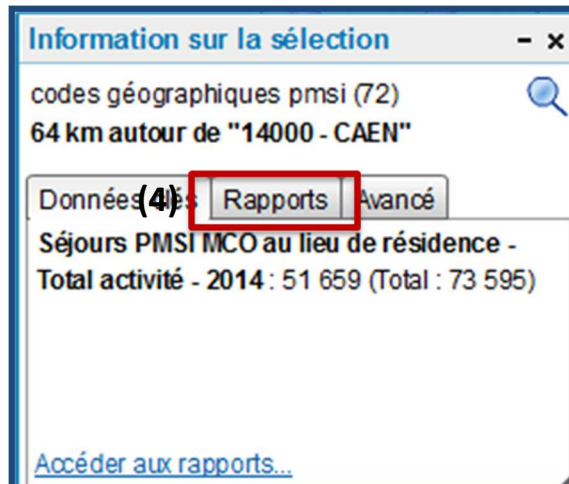 Information sur la sélection - x
codes géographiques pmsi (72)
64 km autour de "14000 - CAEN"
(4) Rapports Avancé
Séjours PMSI MCO au lieu de résidence -
Total activité - 2014 : 51 659 (Total : 73 595)
Accéder aux rapports...